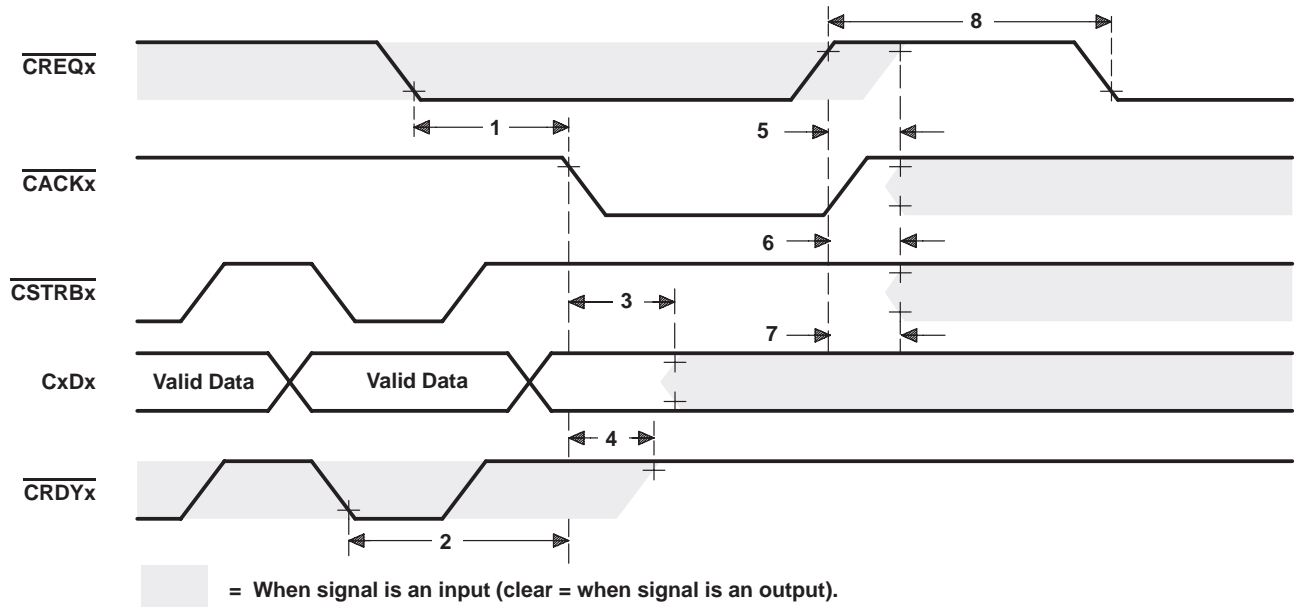 8
CREQx
1
5
CACKx
6
CSTRBx
3
7
CxDx
Valid Data
Valid Data
4
CRDYx
2
= When signal is an input (clear = when signal is an output).